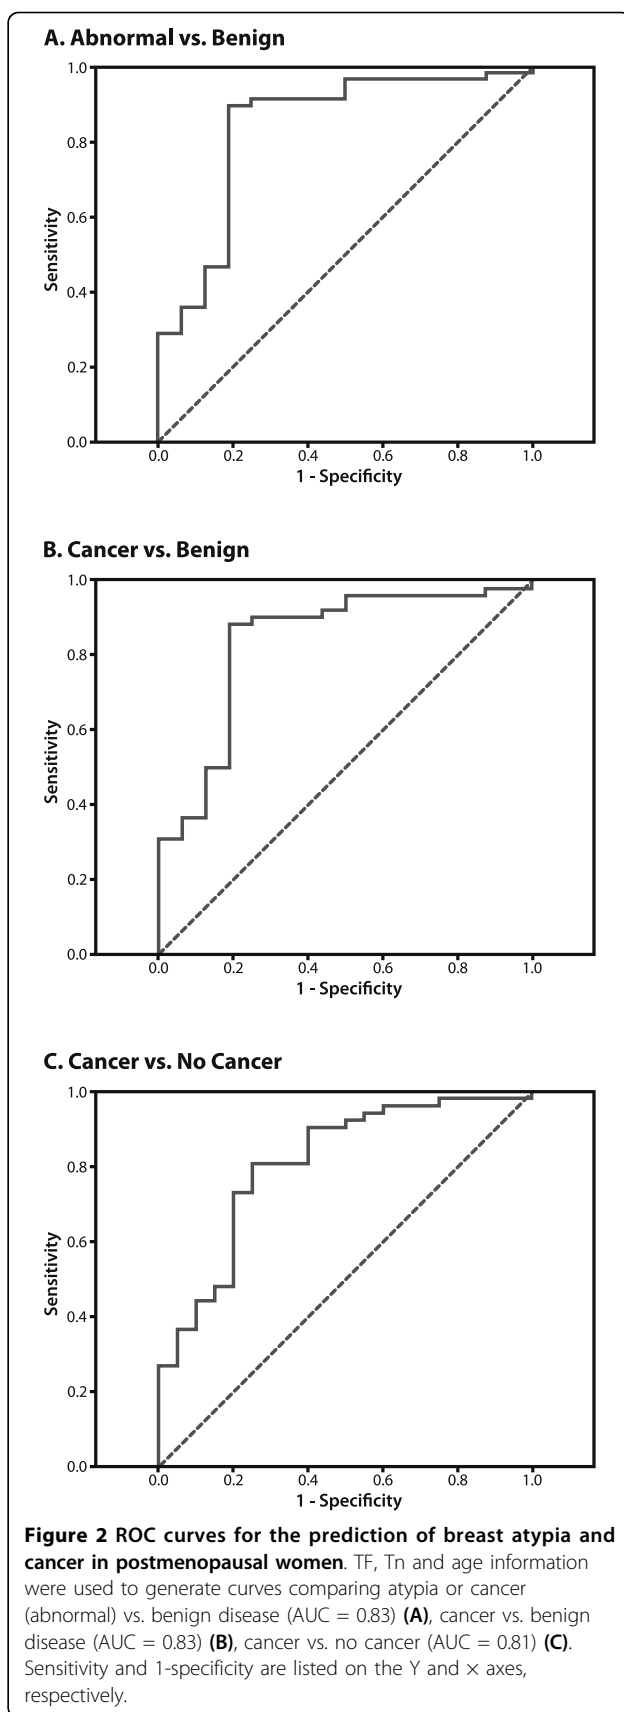 A. Abnormal vs. Benign
1.0
0.8
0.6
0.4
0.2
0.0
Sensitivity
0.0 0.2 0.4 0.6 0.8 1.0
1 - Specificity
B. Cancer vs. Benign
1.0
0.8
0.6
0.4
0.2
0.0
Sensitivity
0.0 0.2 0.4 0.6 0.8 1.0
1 - Specificity
C. Cancer vs. No Cancer
1.0
0.8
0.6
0.4
0.2
0.0
Sensitivity
0.0 0.2 0.4 0.6 0.8 1.0
1 - Specificity
Figure 2 ROC curves for the prediction of breast atypia and
cancer in postmenopausal women. TF, Tn and age information
were used to generate curves comparing atypia or cancer
(abnormal) vs. benign disease (AUC = 0.83) (A), cancer vs. benign
disease (AUC = 0.83) (B), cancer vs. no cancer (AUC = 0.81) (C).
Sensitivity and 1-specificity are listed on the Y and × axes,
respectively.